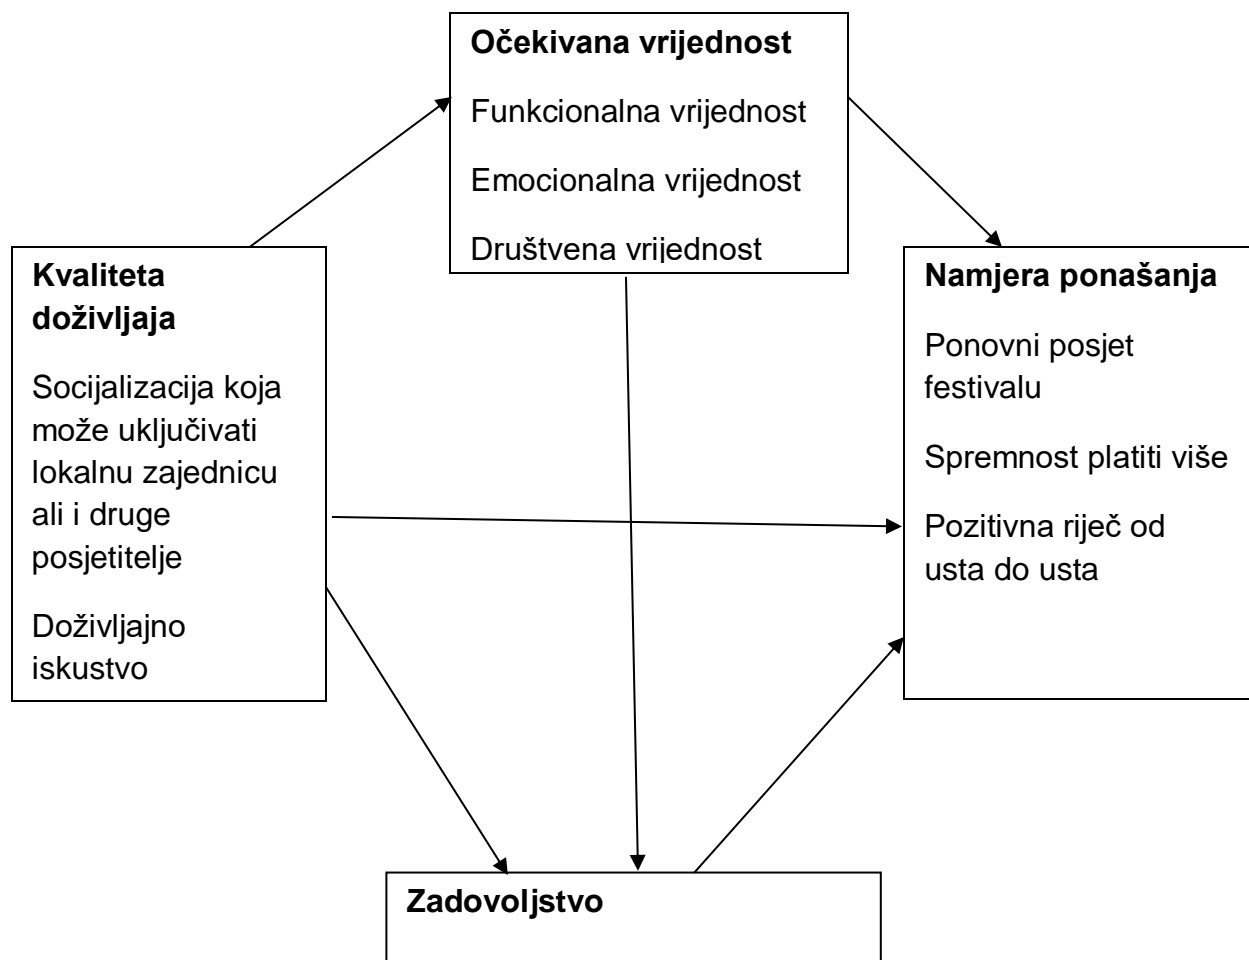 Očekivana vrijednost
Funkcionalna vrijednost
Emocionalna vrijednost
Društvena vrijednost
Kvaliteta
doživljaja
Socijalizacija koja
može uključivati
lokalnu zajednicu
ali i druge
posjetitelje
Doživljajno
iskustvo
Namjera ponašanja
Ponovni posjet
festivalu
Spremnost platiti više
Pozitivna riječ od
usta do usta
Zadovoljstvo